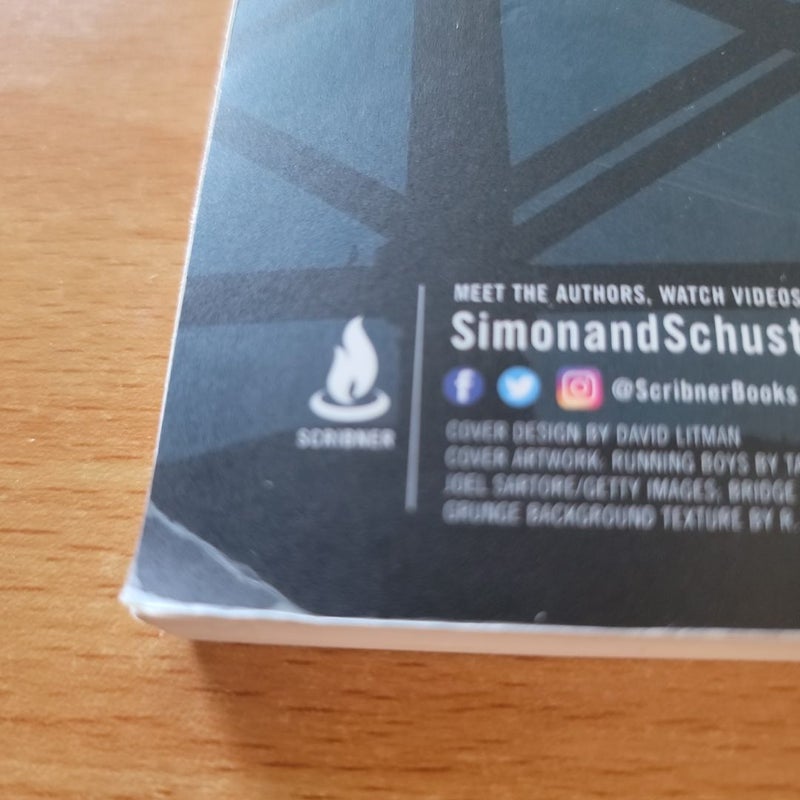 MEET THE AUTHORS, WATCH VIDEOS
SimonandSchust
@ScribnerBooks
SCRIBNER
COVER DESIGN BY DAVID LITMAN
COVER ARTWORK: RUNNING BOYS BY TA
JOEL SARTORE/GETTY IMAGES; BRIDGE
GRUNGE BACKGROUND TEXTURE BY R.